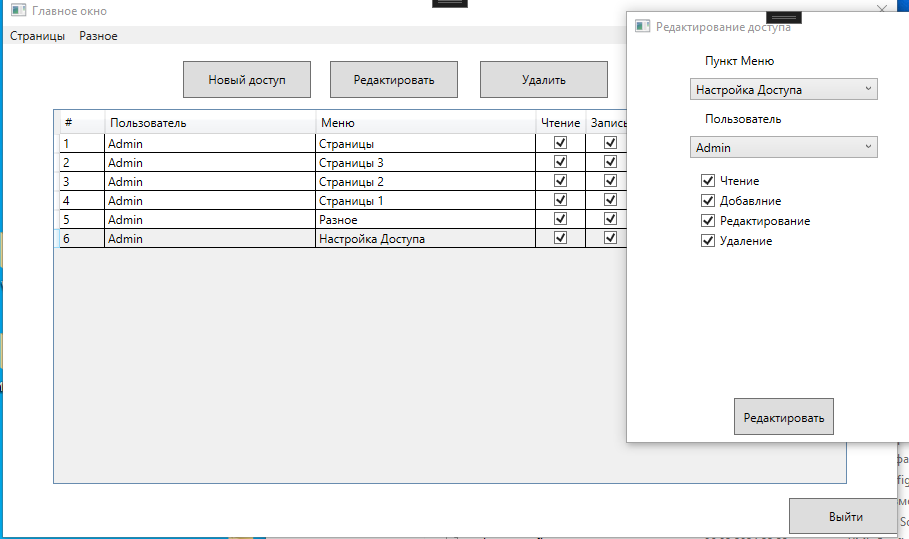 Главное окно
Страницы Разное
Новый доступ Редактировать Удалить
# Пользователь Меню Чтение Запись
1 Admin Страницы
2 Admin Страницы 3
3 Admin Страницы 2
4 Admin Страницы 1
5 Admin Разное
6 Admin Настройка Доступа
Выйти
Редактирование доступа
Пункт Меню
Настройка Доступа
Пользователь
Admin
Чтение
Добавлние
Редактирование
Удаление
Редактировать